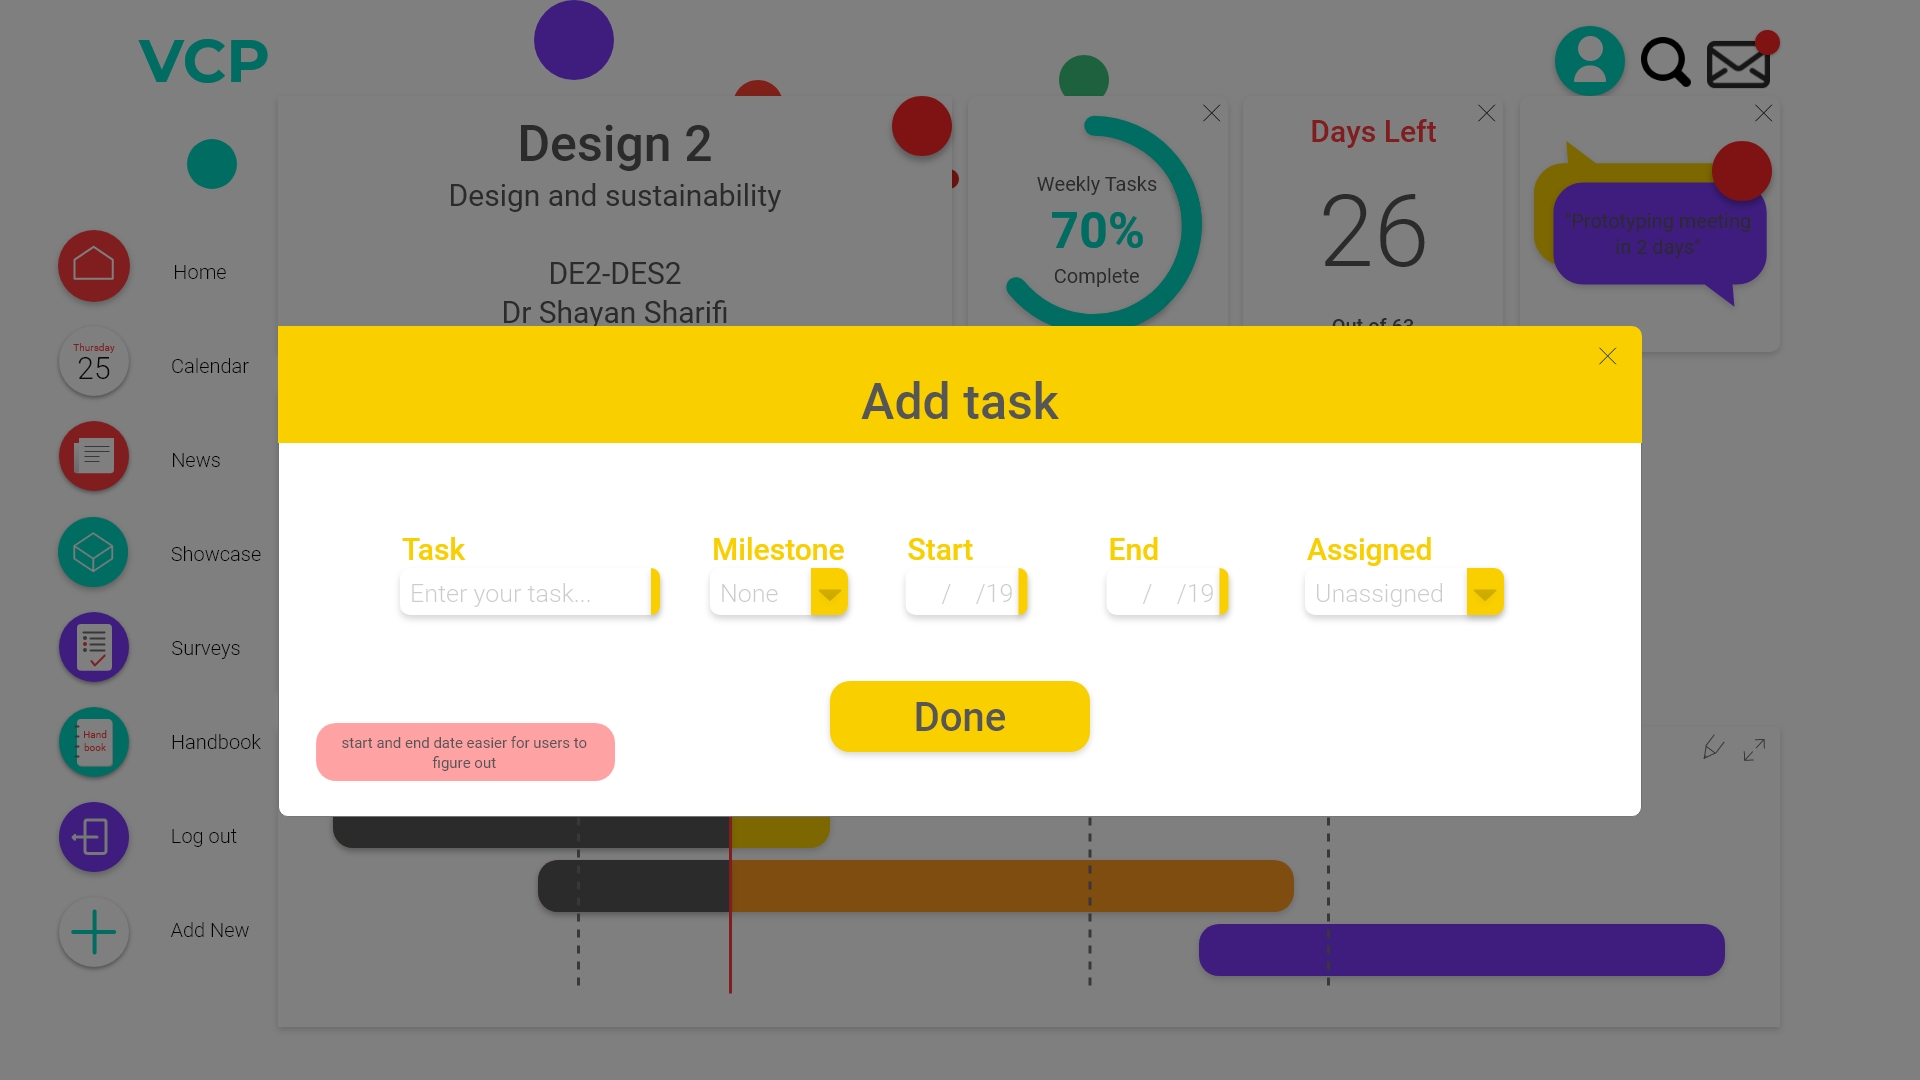 VCP
Design 2
Design and sustainability
DE2-DES2
Dr Shayan Sharifi
Weekly Tasks
70%
Complete
Days Left
26
Out of 63
"Prototyping meeting
in 2 days"
Home
Thursday
25
Calendar
News
Showcase
Surveys
Hand
book
Handbook
Log out
Add New
Add task
Task
Milestone
Start
End
Assigned
Enter your task...
None
/ /19
/ /19
Unassigned
Done
start and end date easier for users to
figure out